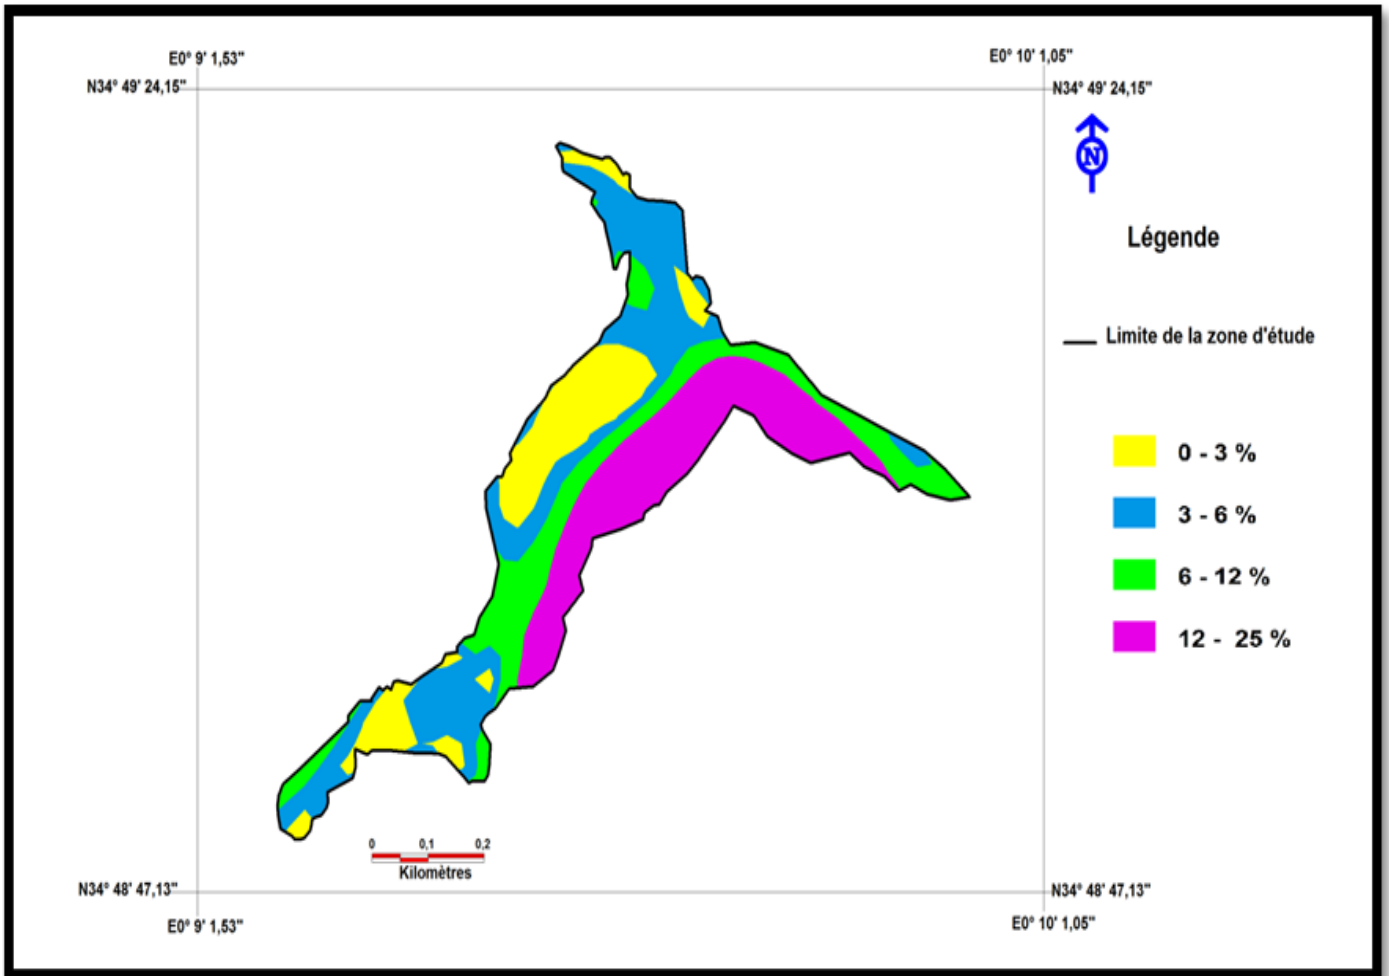 E0° 9' 1,53"
E0° 10' 1,05"
N34° 49' 24,15"
N34° 49' 24,15"
N
Légende
Limite de la zone d'étude
0 - 3 %
3 - 6 %
6 - 12 %
12 - 25 %
0 0,1 0,2
Kilomètres
N34° 48' 47,13"
N34° 48' 47,13"
E0° 9' 1,53"
E0° 10' 1,05"